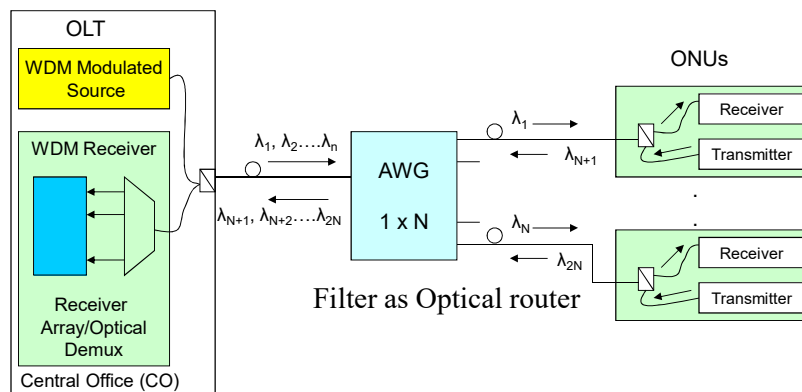 OLT
WDM Modulated
Source
WDM Receiver
Receiver
Array/Optical
Demux
Central Office (CO)
λ1, λ2….λn
λN+1, λN+2….λ2N
AWG
1 x N
Filter as Optical router
λ1
λN+1
λN
λ2N
ONUs
Receiver
Transmitter
.
.
Receiver
Transmitter